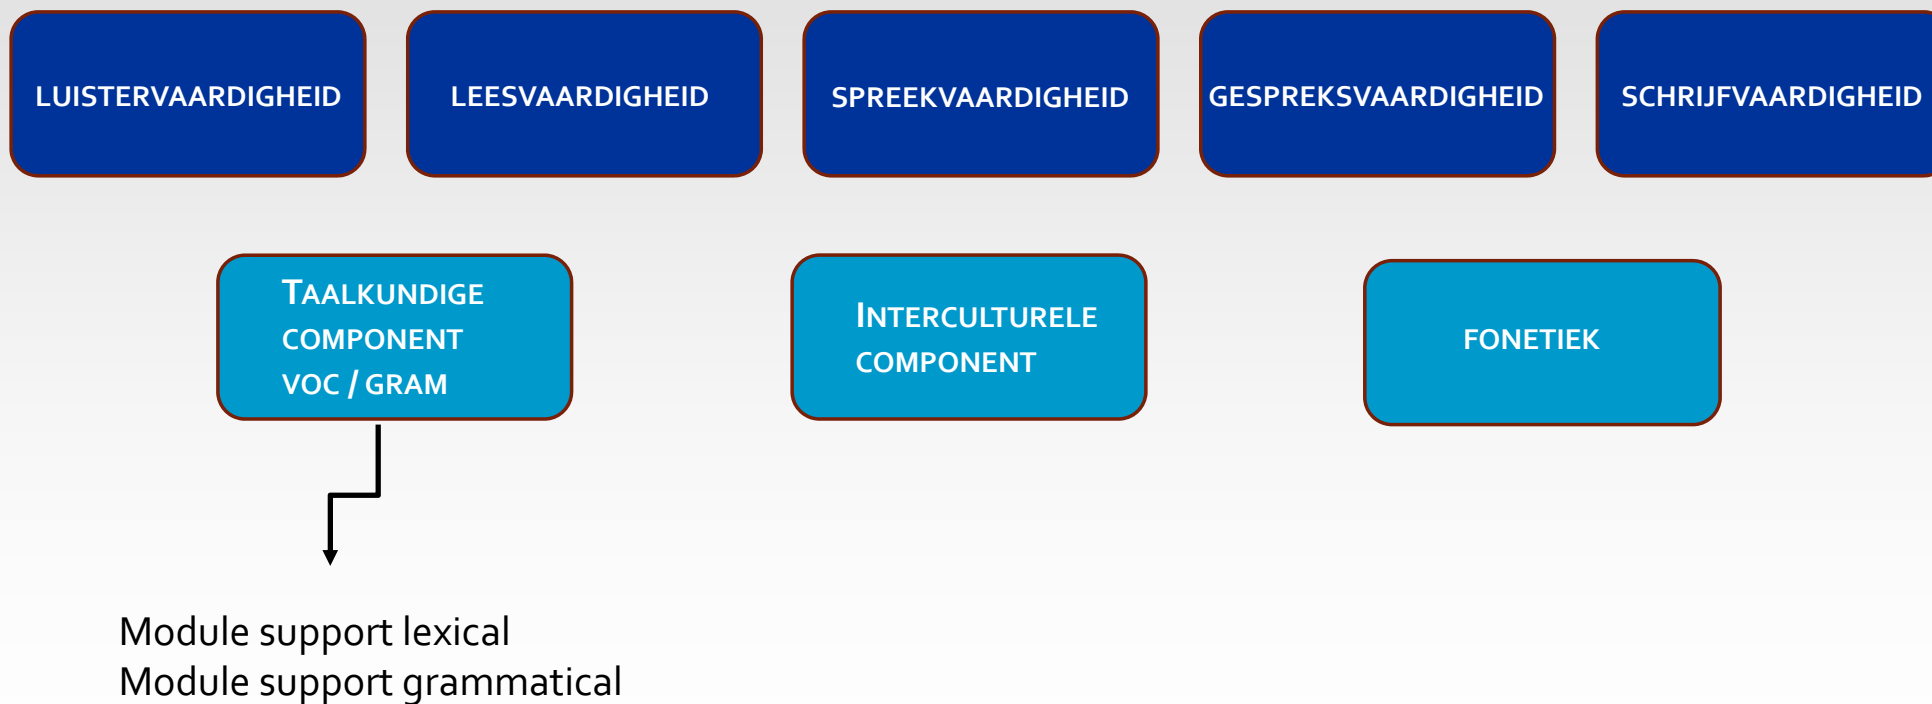 LUISTERVAARDIGHEID
LEESVAARDIGHEID
SPREEKVAARDIGHEID
GESPREKSVAARDIGHEID
SCHRIJFVAARDIGHEID
TAALKUNDIGE
COMPONENT
VOC / GRAM
INTERCULTURELE
COMPONENT
FONETIEK
Module support lexical
Module support grammatical